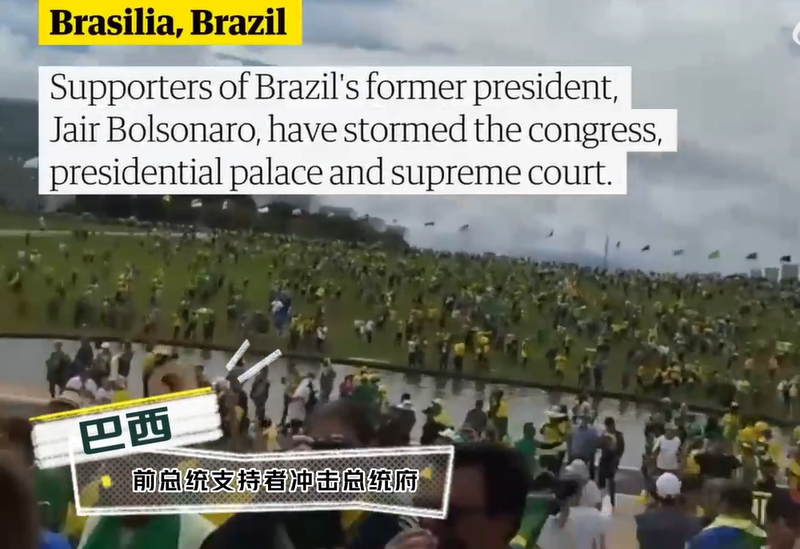 Brasilia, Brazil
Supporters of Brazil's former president,
Jair Bolsonaro, have stormed the congress,
presidential palace and supreme court.
巴西
前总统支持者冲击总统府